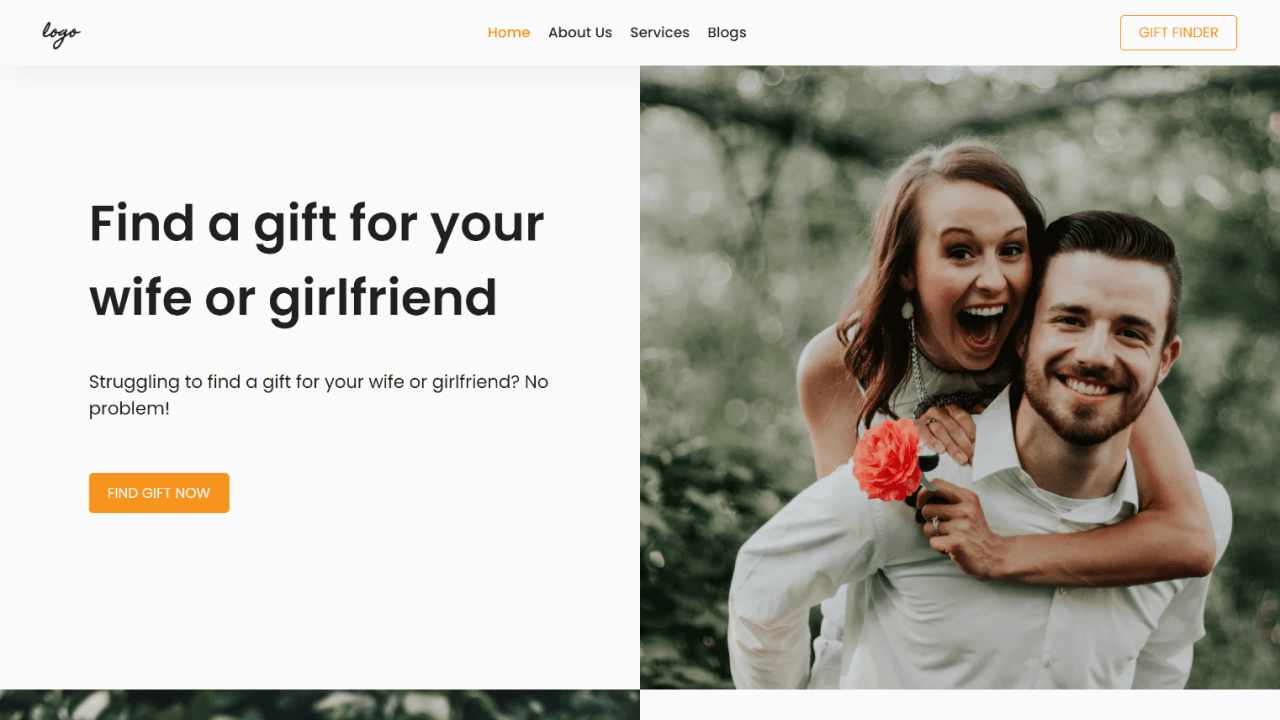 logo
Home About Us Services Blogs
GIFT FINDER
Find a gift for your
wife or girlfriend
Struggling to find a gift for your wife or girlfriend? No
problem!
FIND GIFT NOW